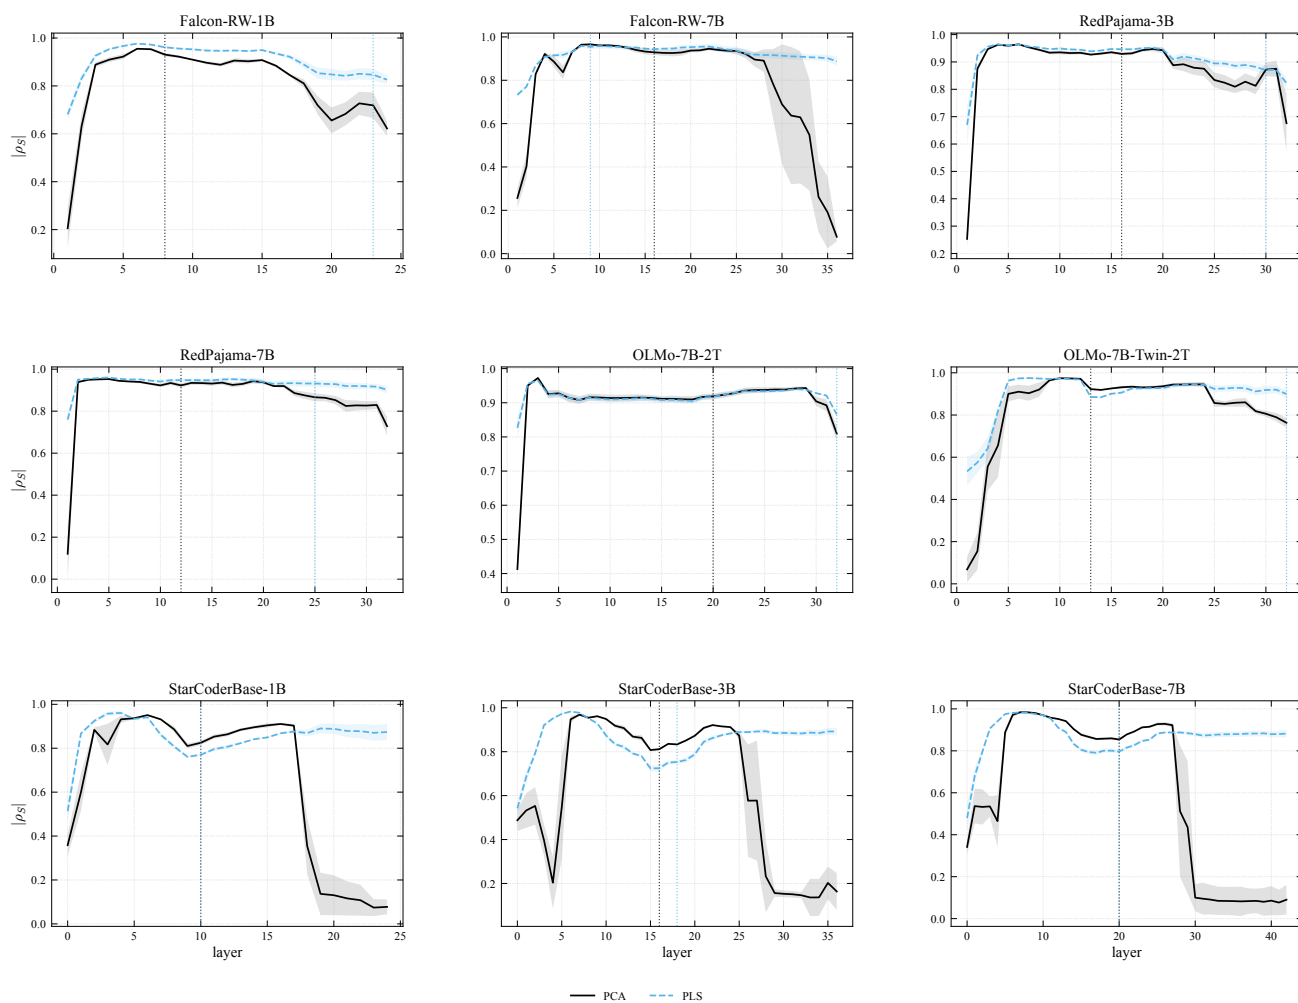 Falcon-RW-1B
1.0
0.8
0.6
0.4
0.2
|ρS|
0 5 10 15 20 25
Falcon-RW-7B
1.0
0.8
0.6
0.4
0.2
0.0
0 5 10 15 20 25 30 35
RedPajama-3B
1.0
0.9
0.8
0.7
0.6
0.5
0.4
0.3
0.2
0 5 10 15 20 25 30
RedPajama-7B
1.0
0.8
0.6
0.4
0.2
0.0
|ρS|
0 5 10 15 20 25 30
OLMo-7B-2T
1.0
0.9
0.8
0.7
0.6
0.5
0.4
0 5 10 15 20 25 30
OLMo-7B-Twin-2T
1.0
0.8
0.6
0.4
0.2
0.0
0 5 10 15 20 25 30
StarCoderBase-1B
1.0
0.8
0.6
0.4
0.2
0.0
|ρS|
0 5 10 15 20 25
layer
StarCoderBase-3B
1.0
0.8
0.6
0.4
0.2
0 5 10 15 20 25 30 35
layer
StarCoderBase-7B
1.0
0.8
0.6
0.4
0.2
0.0
0 10 20 30 40
layer
PCA PLS